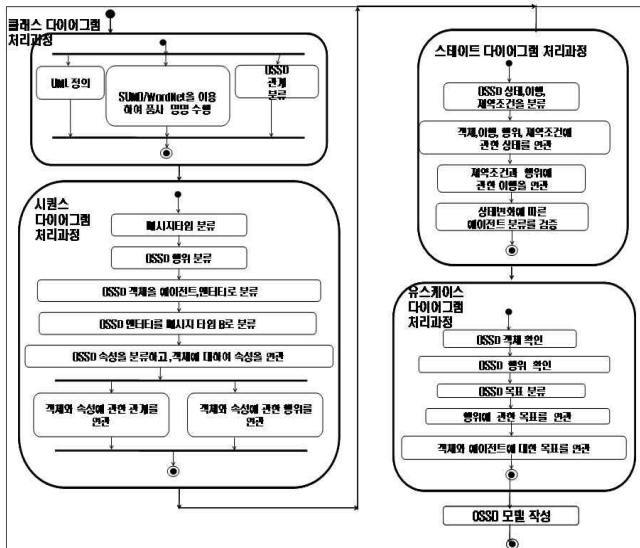 클래스 다이어그램
처리과정
UML정의
SUMO/WordNet을 이용
하여 품사 명명 수행
OSSD
관계
분류
시퀀스
다이어그램
처리과정
메시지타입 분류
OSSD 행위 분류
OSSD 객체을 에이전트,엔터티로 분류
OSSD 엔터티를 메시지 타입 B로 분류
OSSD 속성을 분류하고,객체에 대하여 속성을 연관
객체와 속성에 관한 관계를
연관
객체와 속성에 관한 행위를
연관
스테이트 다이어그램 처리과정
OSSD 상태,이행,
제약조건을 분류
객체,이행, 행위, 제약조건에
관한 상태를 연관
제약조건과 행위에
관한 이행을 연관
상태변화에 따른
에이전트 분류를 검증
유스케이스
다이어그램
처리과정
OSSD 객체 확인
OSSD 행위 확인
OSSD 목표 분류
행위에 관한 목표를 연관
객체와 에이전트에 대한 목표를 연관
OSSD 모델 작성